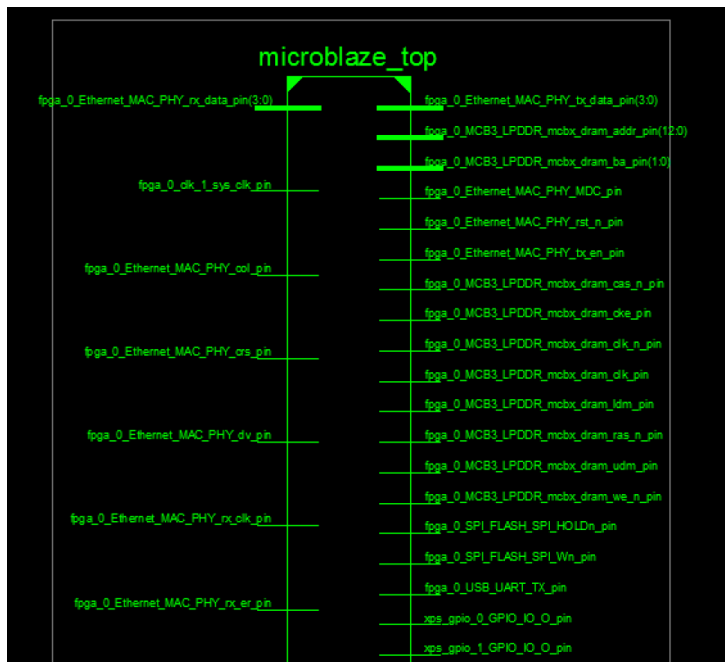 microblaze_top
fpga_0_Ethernet_MAC_PHY_rx_data_pin(3:0)
fpga_0_clk_1_sys_clk_pin
fpga_0_Ethernet_MAC_PHY_col_pin
fpga_0_Ethernet_MAC_PHY_crs_pin
fpga_0_Ethernet_MAC_PHY_dv_pin
fpga_0_Ethernet_MAC_PHY_rx_clk_pin
fpga_0_Ethernet_MAC_PHY_rx_er_pin
fpga_0_Ethernet_MAC_PHY_tx_data_pin(3:0)
fpga_0_MCB3_LPDDR_mcbx_dram_addr_pin(12:0)
fpga_0_MCB3_LPDDR_mcbx_dram_ba_pin(1:0)
fpga_0_Ethernet_MAC_PHY_MDC_pin
fpga_0_Ethernet_MAC_PHY_rst_n_pin
fpga_0_Ethernet_MAC_PHY_tx_en_pin
fpga_0_MCB3_LPDDR_mcbx_dram_cas_n_pin
fpga_0_MCB3_LPDDR_mcbx_dram_cke_pin
fpga_0_MCB3_LPDDR_mcbx_dram_clk_n_pin
fpga_0_MCB3_LPDDR_mcbx_dram_clk_pin
fpga_0_MCB3_LPDDR_mcbx_dram_ldm_pin
fpga_0_MCB3_LPDDR_mcbx_dram_ras_n_pin
fpga_0_MCB3_LPDDR_mcbx_dram_udm_pin
fpga_0_MCB3_LPDDR_mcbx_dram_we_n_pin
fpga_0_SPI_FLASH_SPI_HOLDn_pin
fpga_0_SPI_FLASH_SPI_Wn_pin
fpga_0_USB_UART_TX_pin
xps_gpio_0_GPIO_IO_O_pin
xps_gpio_1_GPIO_IO_O_pin